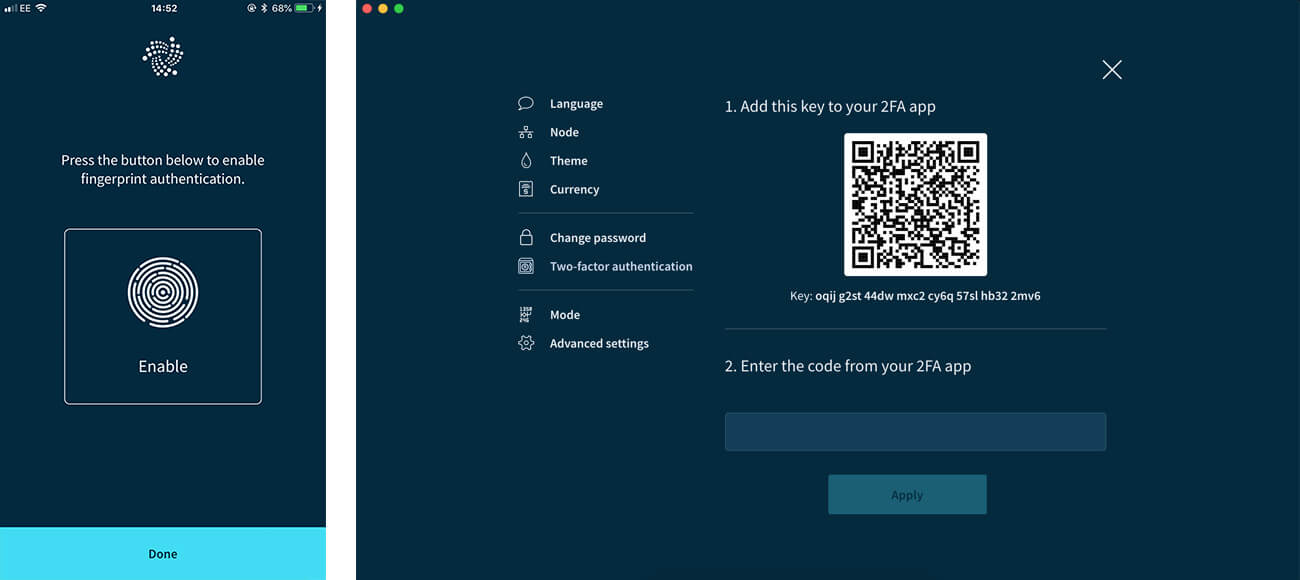 EE
14:52
68%
Press the button below to enable
fingerprint authentication.
Enable
Done
Language
Node
Theme
Currency
Change password
Two-factor authentication
Mode
Advanced settings
1. Add this key to your 2FA app
Key: oqij g2st 44dw mxc2 cy6q 57sl hb32 2mv6
2. Enter the code from your 2FA app
Apply